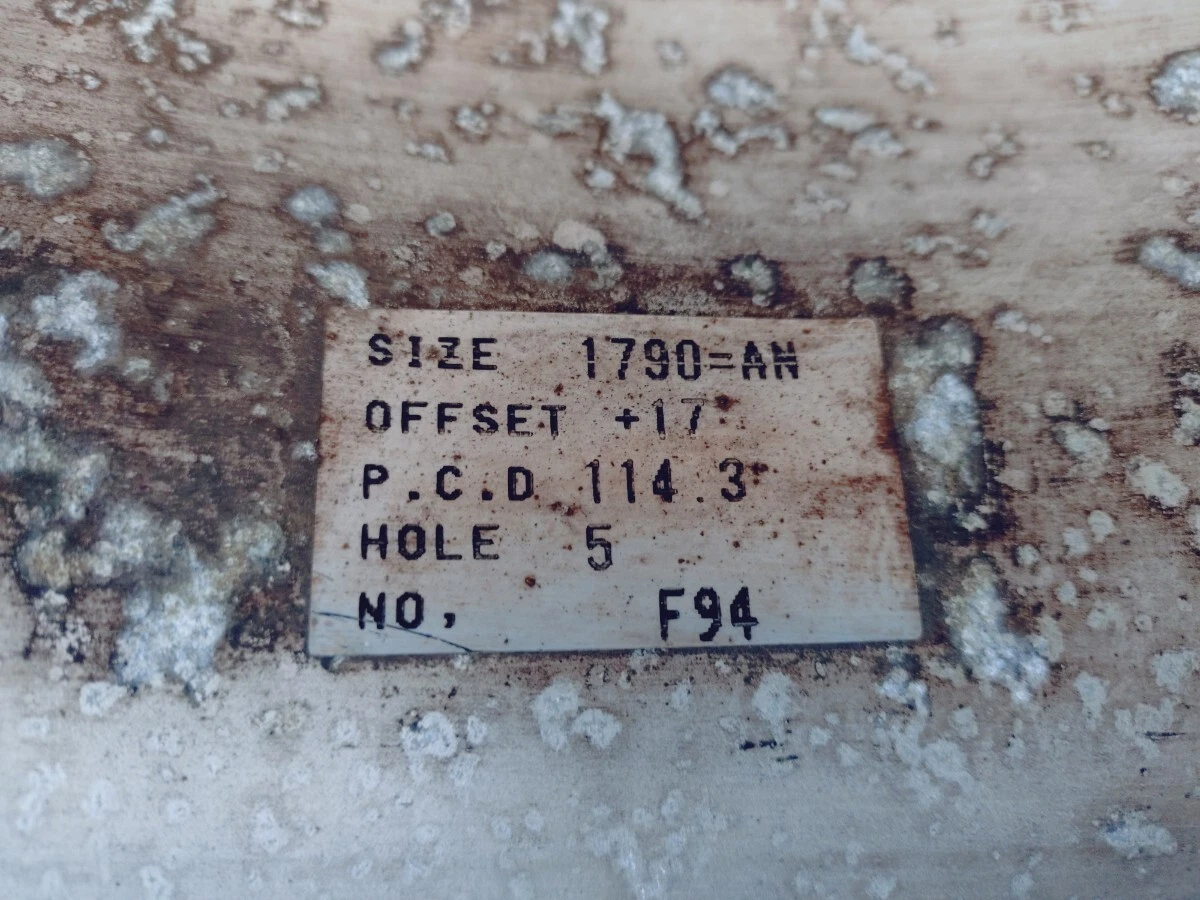 SIZE 1790=AN
OFFSET +17
P.C.D 114.3
HOLE 5
NO, F94